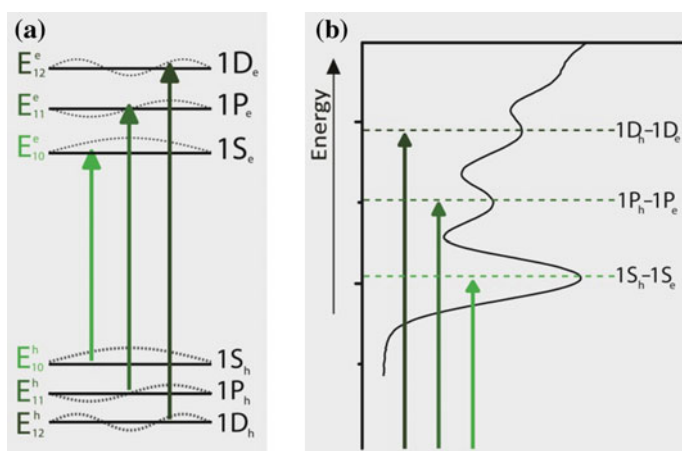 (a)
E^e_12 1D_e
E^e_11 1P_e
E^e_10 1S_e
E^h_10 1S_h
E^h_11 1P_h
E^h_12 1D_h
(b)
Energy
1D_h–1D_e
1P_h–1P_e
1S_h–1S_e